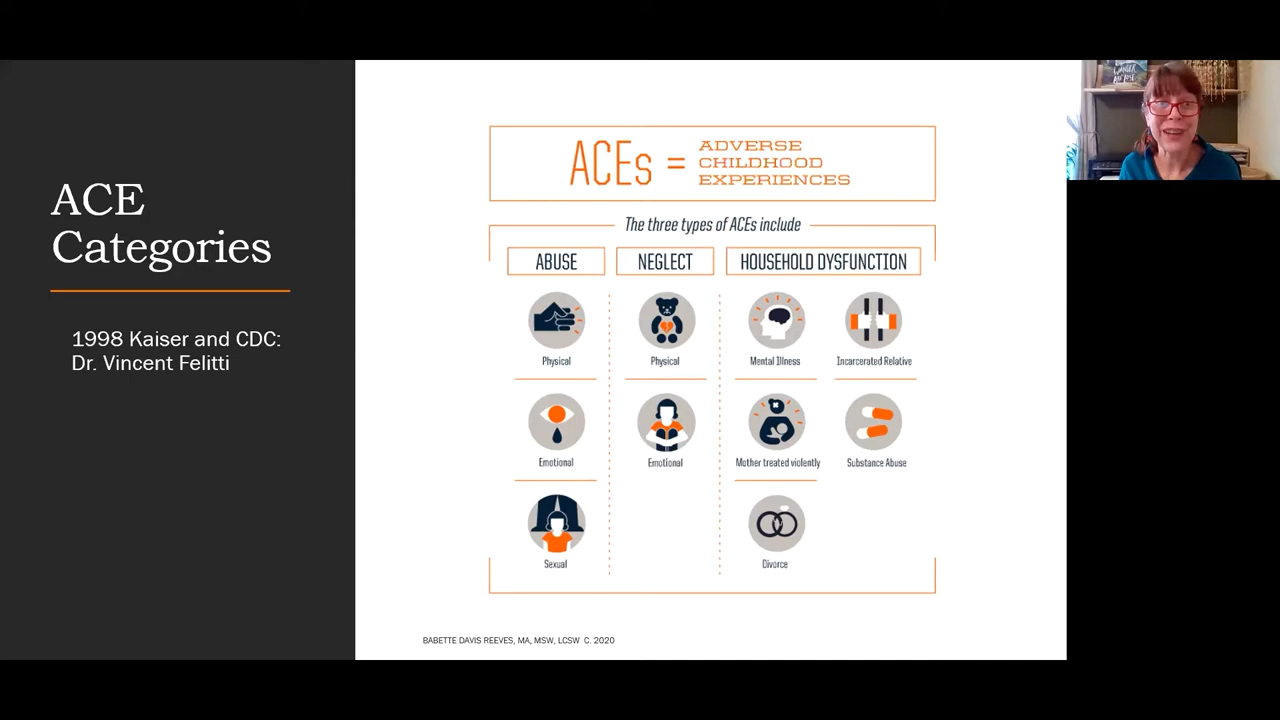 ACE
Categories
1998 Kaiser and CDC:
Dr. Vincent Felitti
ACEs = ADVERSE
CHILDHOOD
EXPERIENCES
The three types of ACEs include
ABUSE
NEGLECT
HOUSEHOLD DYSFUNCTION
Physical
Physical
Mental Illness
Incarcerated Relative
Emotional
Emotional
Mother treated violently
Substance Abuse
Sexual
Divorce
BABETTE DAVIS REEVES, MA, MSW, LCSW C. 2020